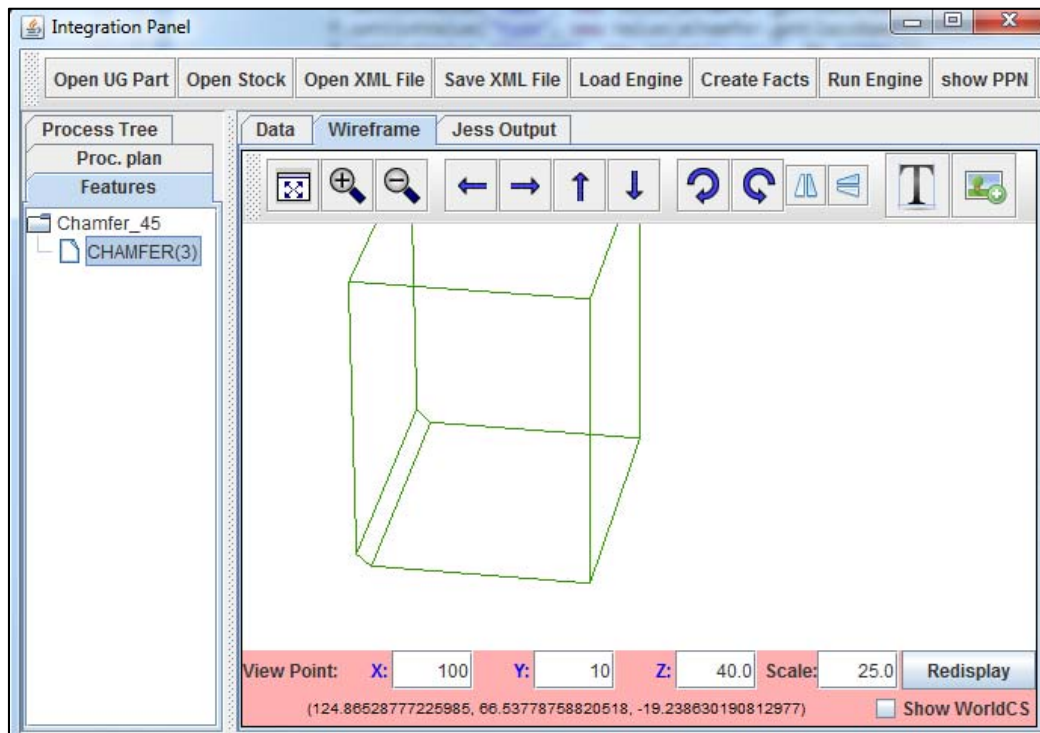 Integration Panel
Open UG Part Open Stock Open XML File Save XML File Load Engine Create Facts Run Engine show PPN
Process Tree
Proc. plan
Features
Chamfer_45
CHAMFER(3)
Data Wireframe Jess Output
T
View Point: X: 100 Y: 10 Z: 40.0 Scale: 25.0 Redisplay
(124.86528777225985, 66.53778758820518, -19.238630190812977) Show WorldCS